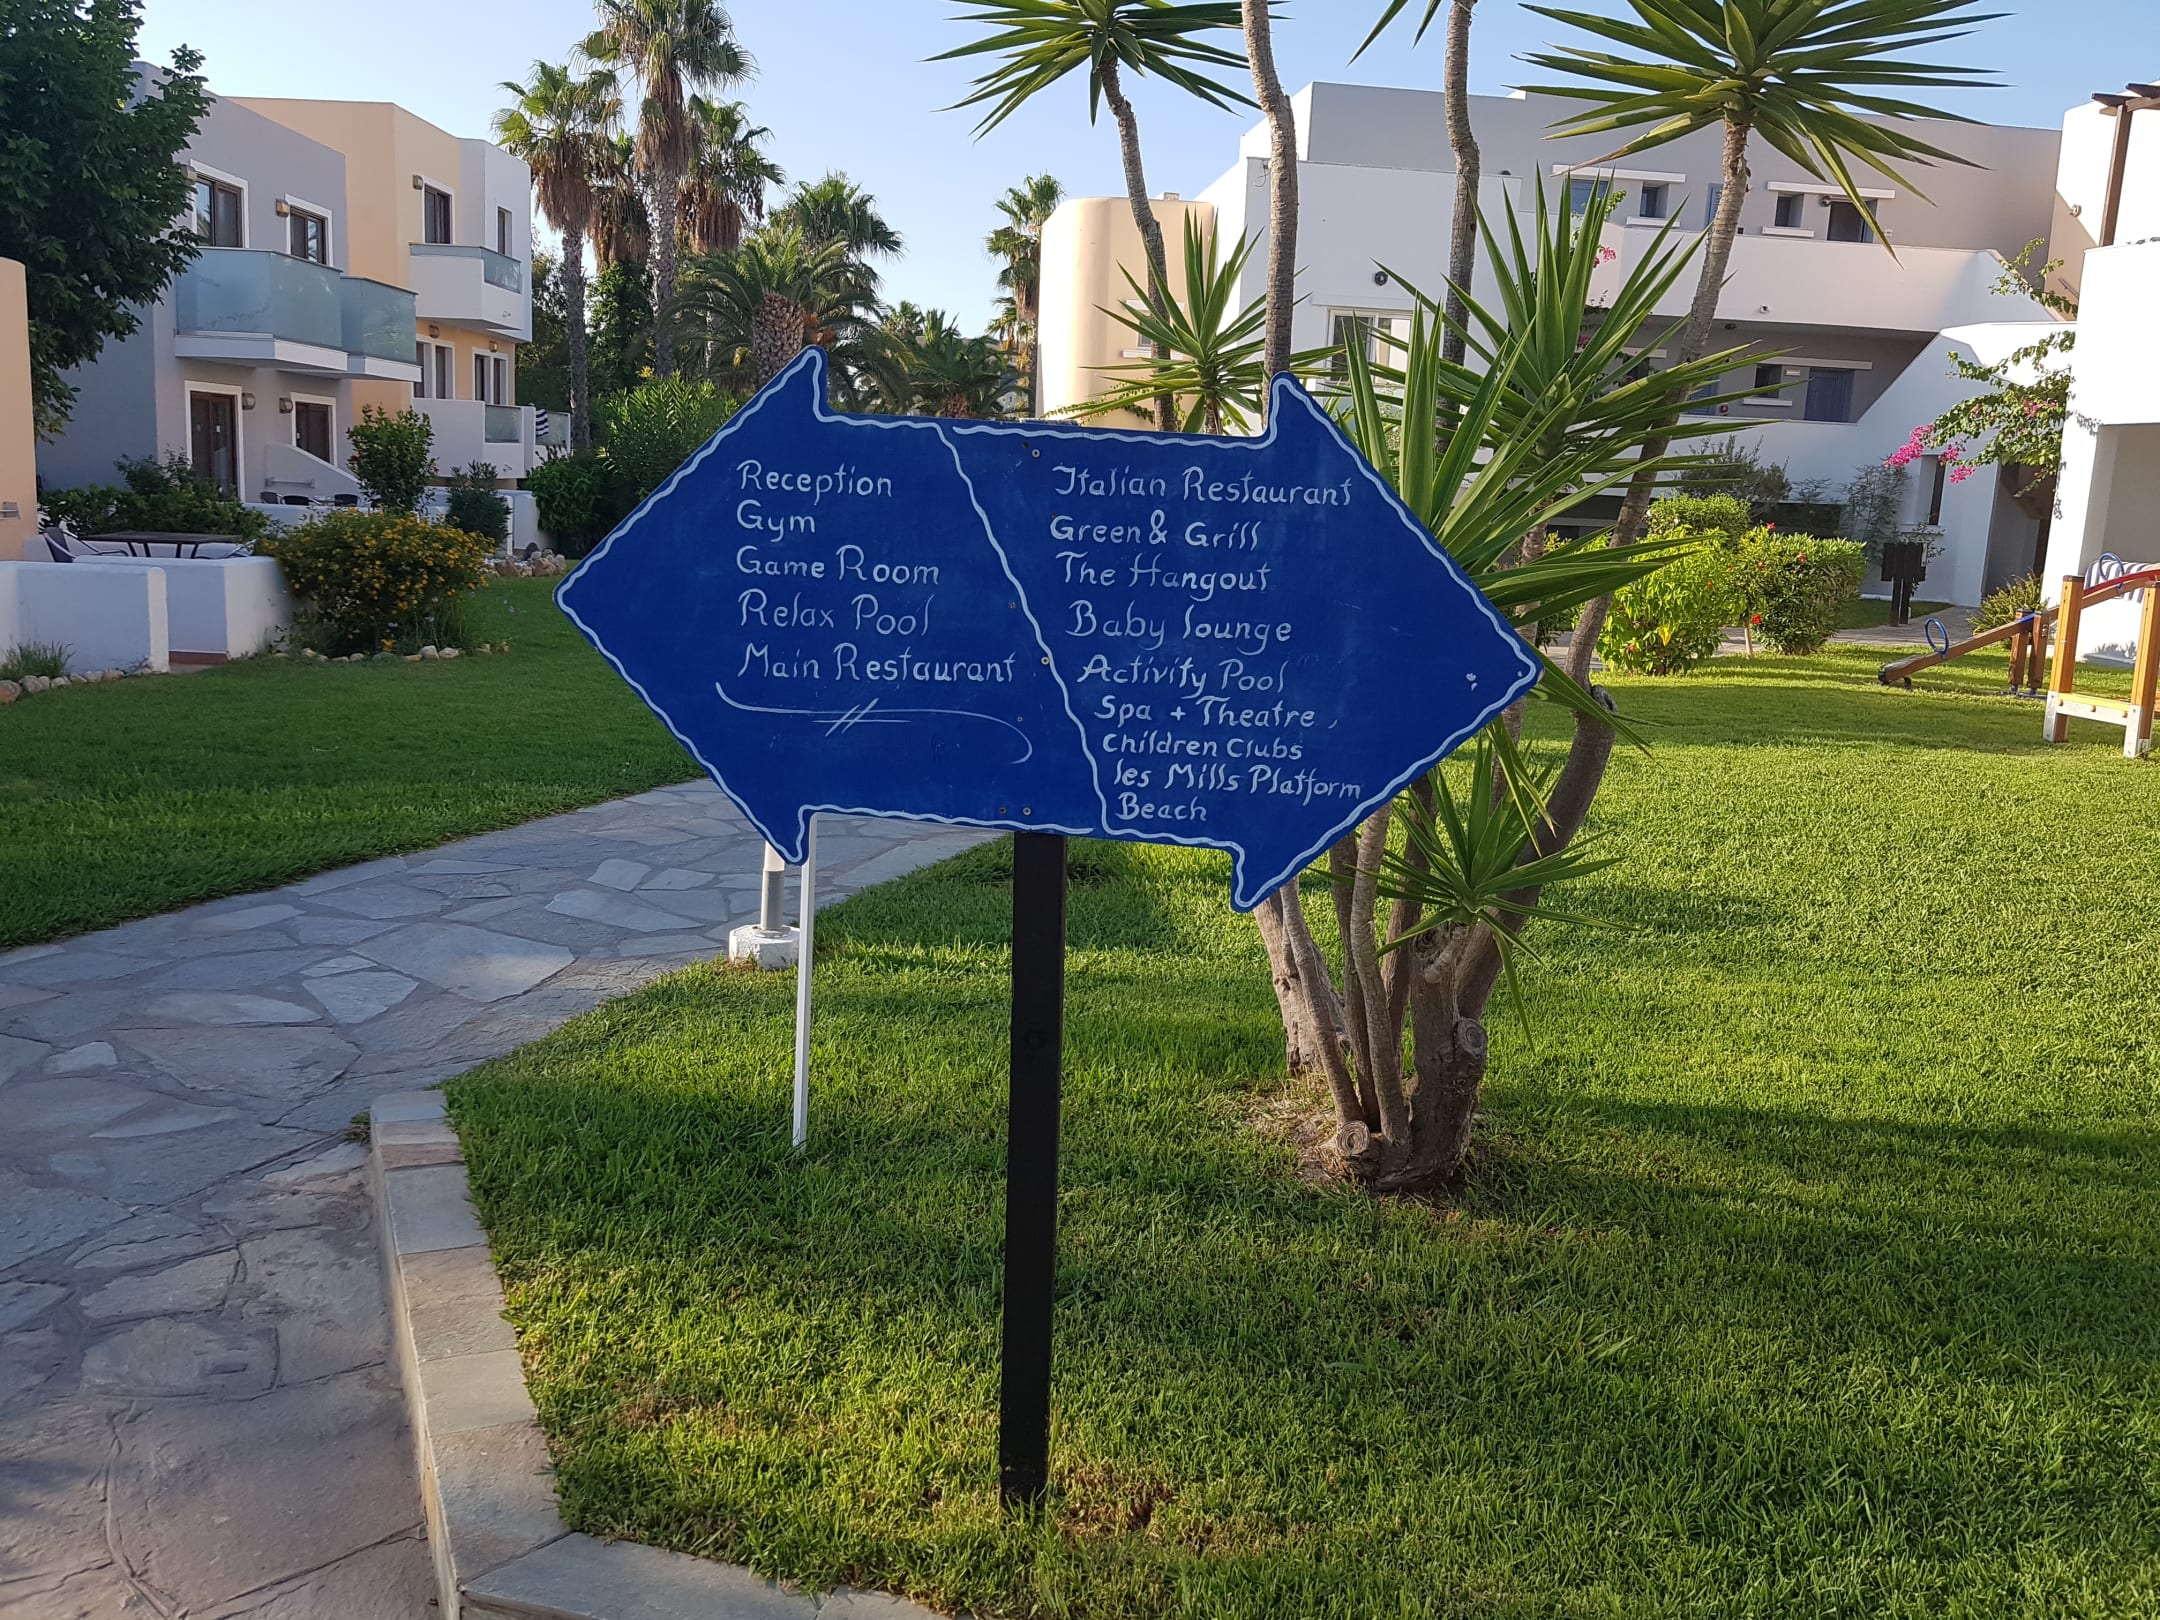 Reception
Gym
Game Room
Relax Pool
Main Restaurant
Italian Restaurant
Green & Grill
The Hangout
Baby lounge
Activity Pool
Spa + Theatre,
Children Clubs
les Mills Platform
Beach